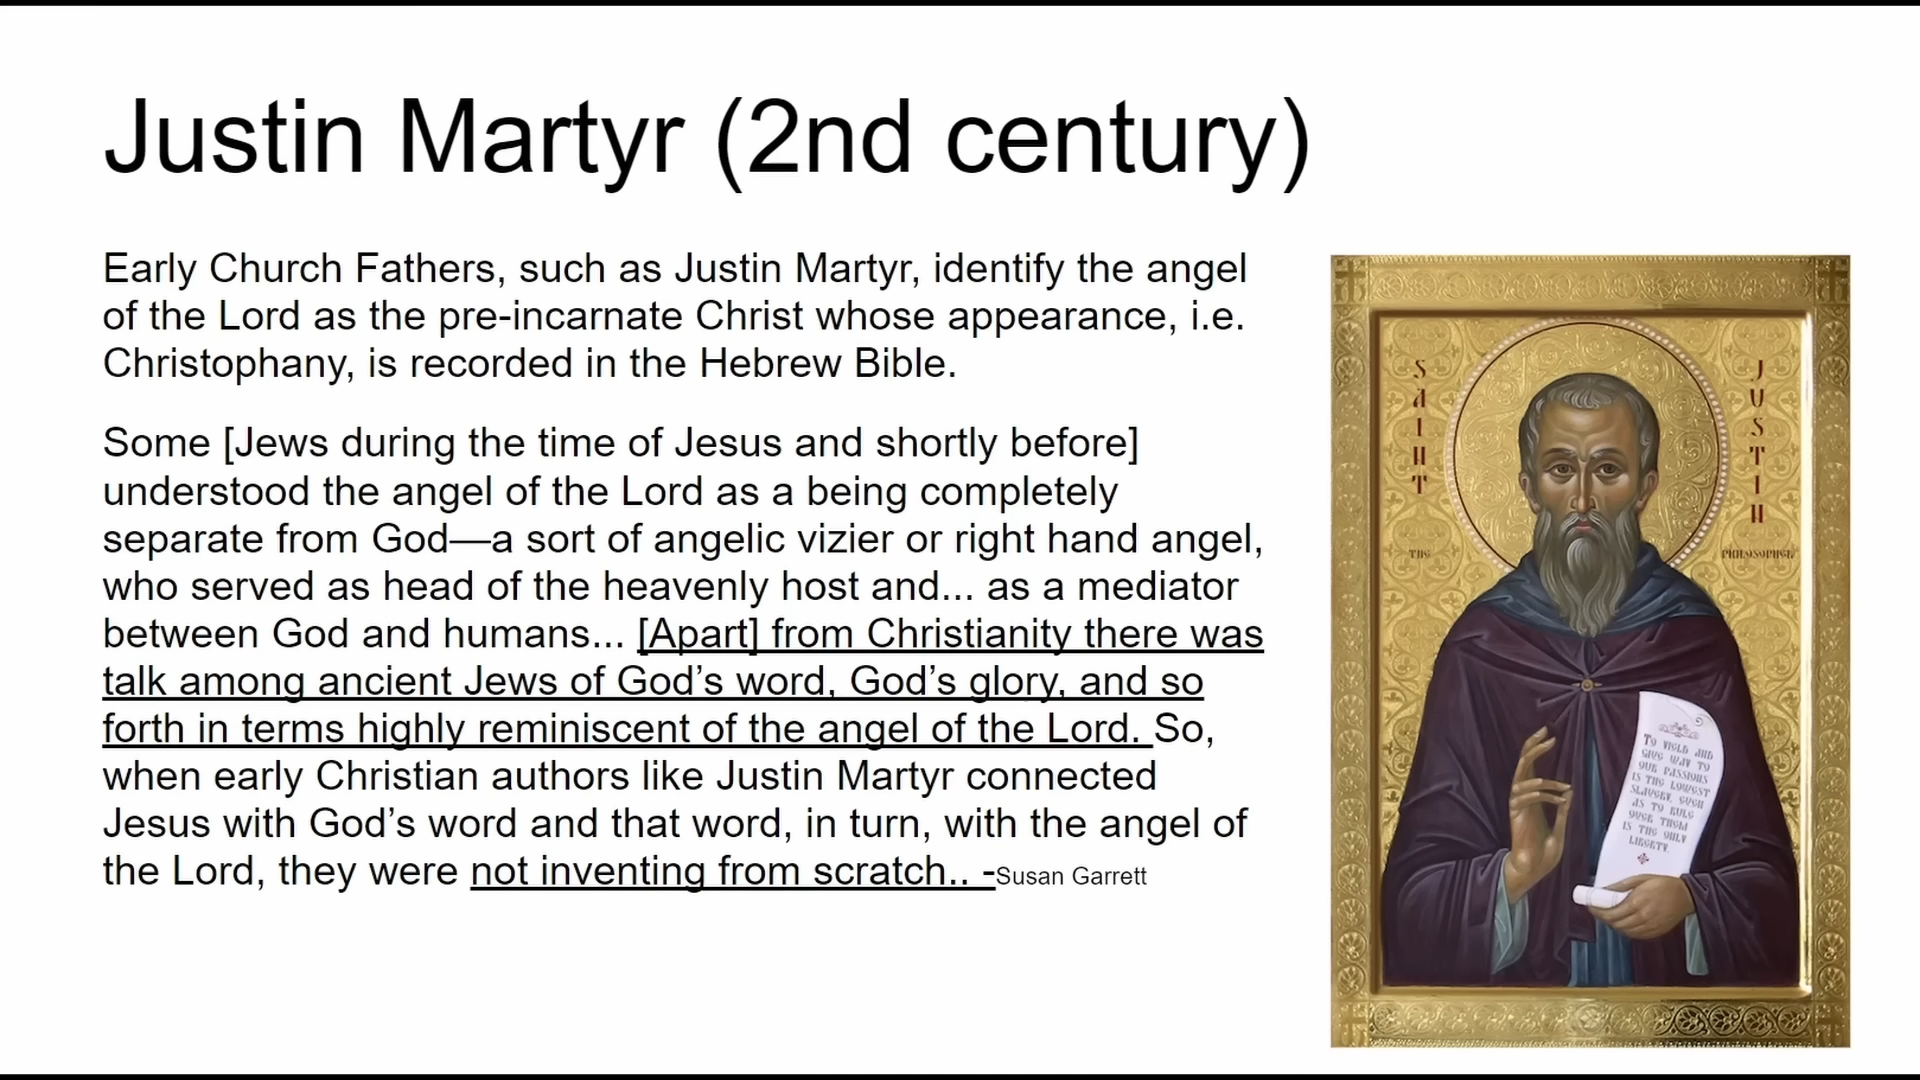 Justin Martyr (2nd century)
Early Church Fathers, such as Justin Martyr, identify the angel
of the Lord as the pre-incarnate Christ whose appearance, i.e.
Christophany, is recorded in the Hebrew Bible.
Some [Jews during the time of Jesus and shortly before]
understood the angel of the Lord as a being completely
separate from God—a sort of angelic vizier or right hand angel,
who served as head of the heavenly host and... as a mediator
between God and humans... [Apart] from Christianity there was
talk among ancient Jews of God’s word, God’s glory, and so
forth in terms highly reminiscent of the angel of the Lord. So,
when early Christian authors like Justin Martyr connected
Jesus with God’s word and that word, in turn, with the angel of
the Lord, they were not inventing from scratch.. -Susan Garrett
SAINT
JUSTIN
THE
PHILOSOPHER
TO YIELD AND
GIVE WAY TO
OUR PASSIONS
IS THE LOWEST
SLAVERY, EVEN
AS TO RULE
OVER THEM
IS THE ONLY
LIBERTY.